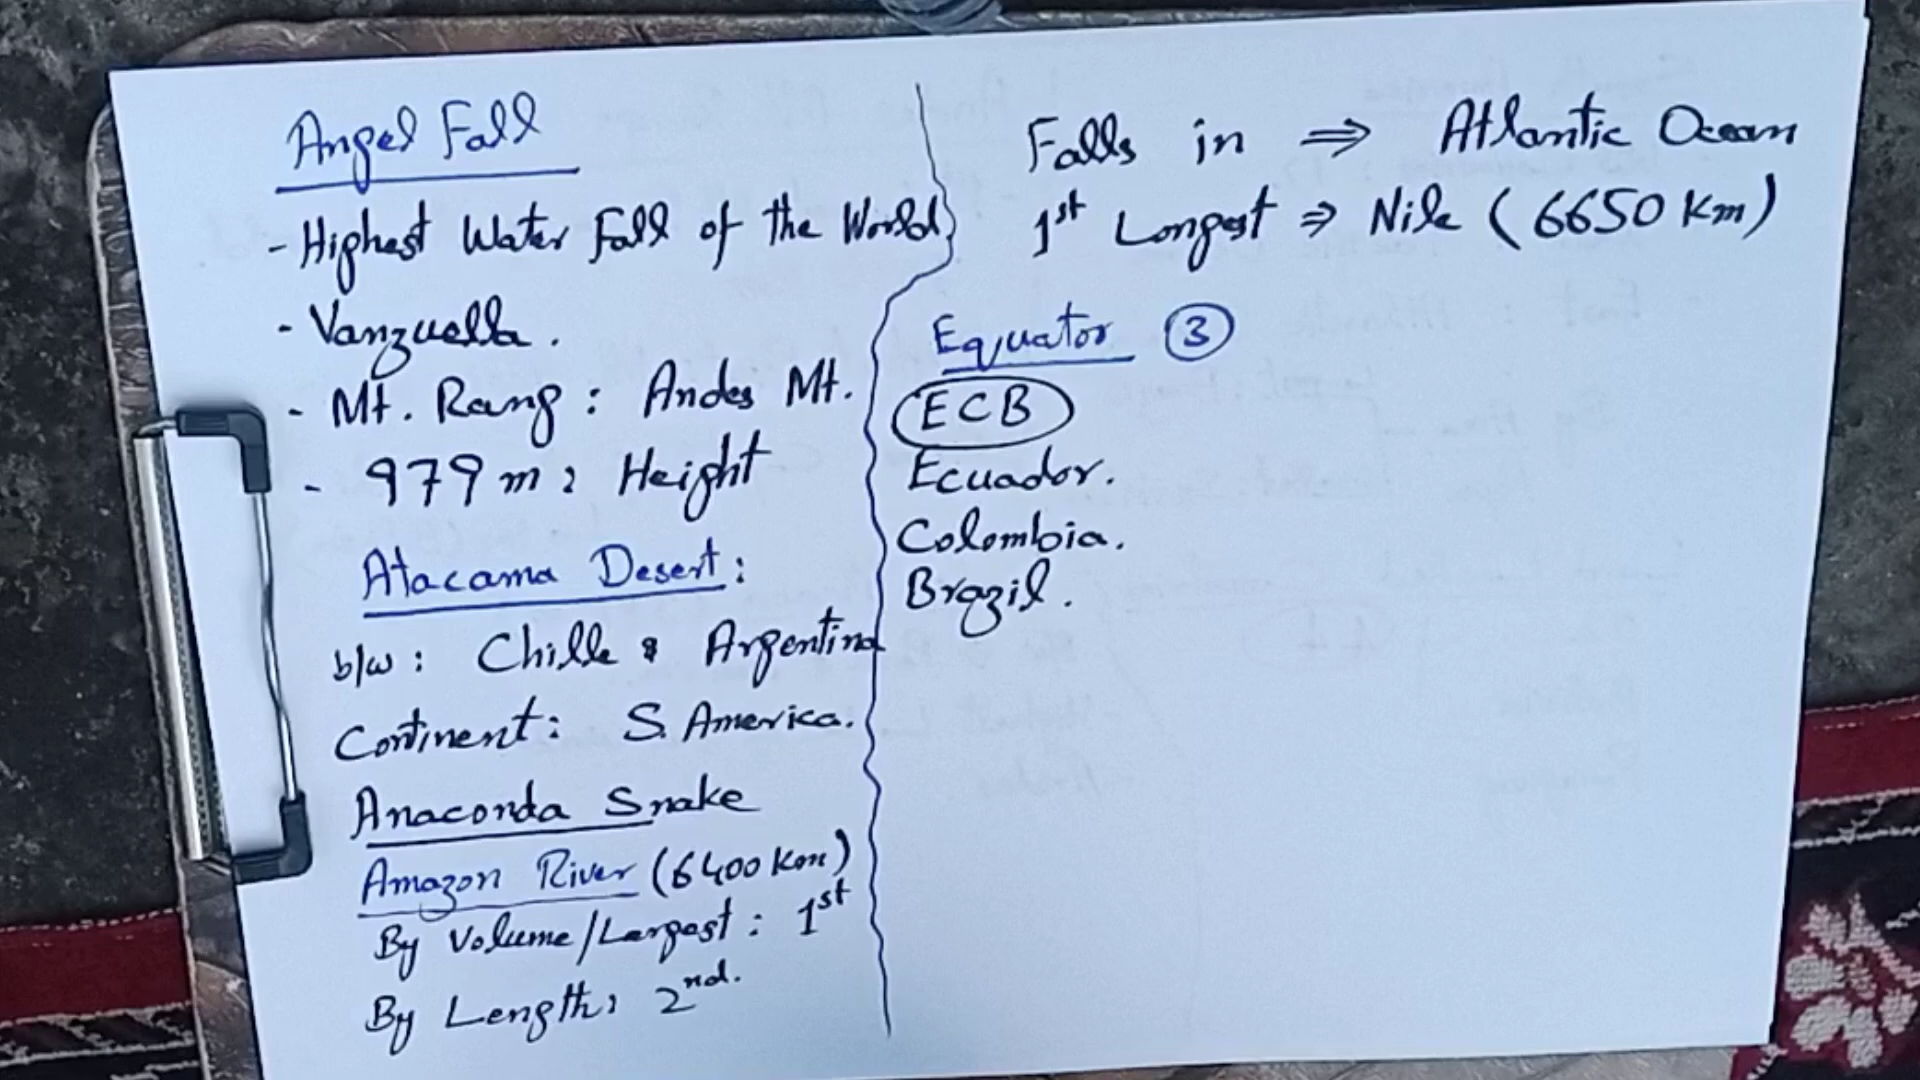 Angel Fall
- Highest Water Fall of the World
- Vanzuella.
- Mt. Rang : Andes Mt.
- 979 m : Height
Atacama Desert :
b/w : Chille & Argentina
Continent : S. America.
Anaconda Snake
Amazon River (6400 Km)
By Volume/Largest : 1st
By Length : 2nd.
Falls in ⇒ Atlantic Ocean
1st Longest ⇒ Nile (6650 Km)
Equator ③
ECB
Ecuador.
Colombia.
Brazil.